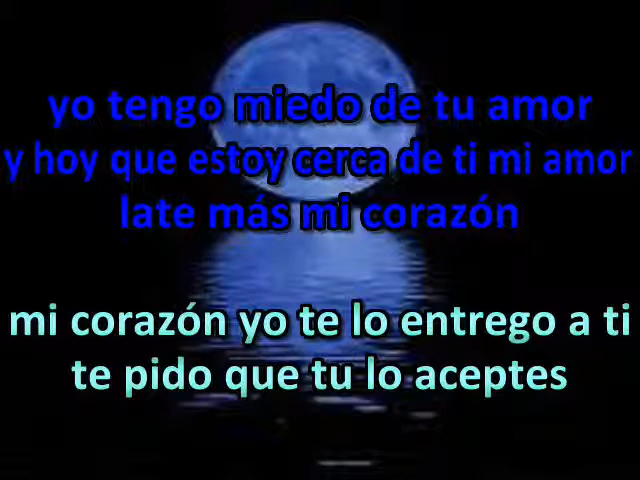 yo tengo miedo de tu amor
y hoy que estoy cerca de ti mi amor
late más mi corazón
mi corazón yo te lo entrego a ti
te pido que tu lo aceptes